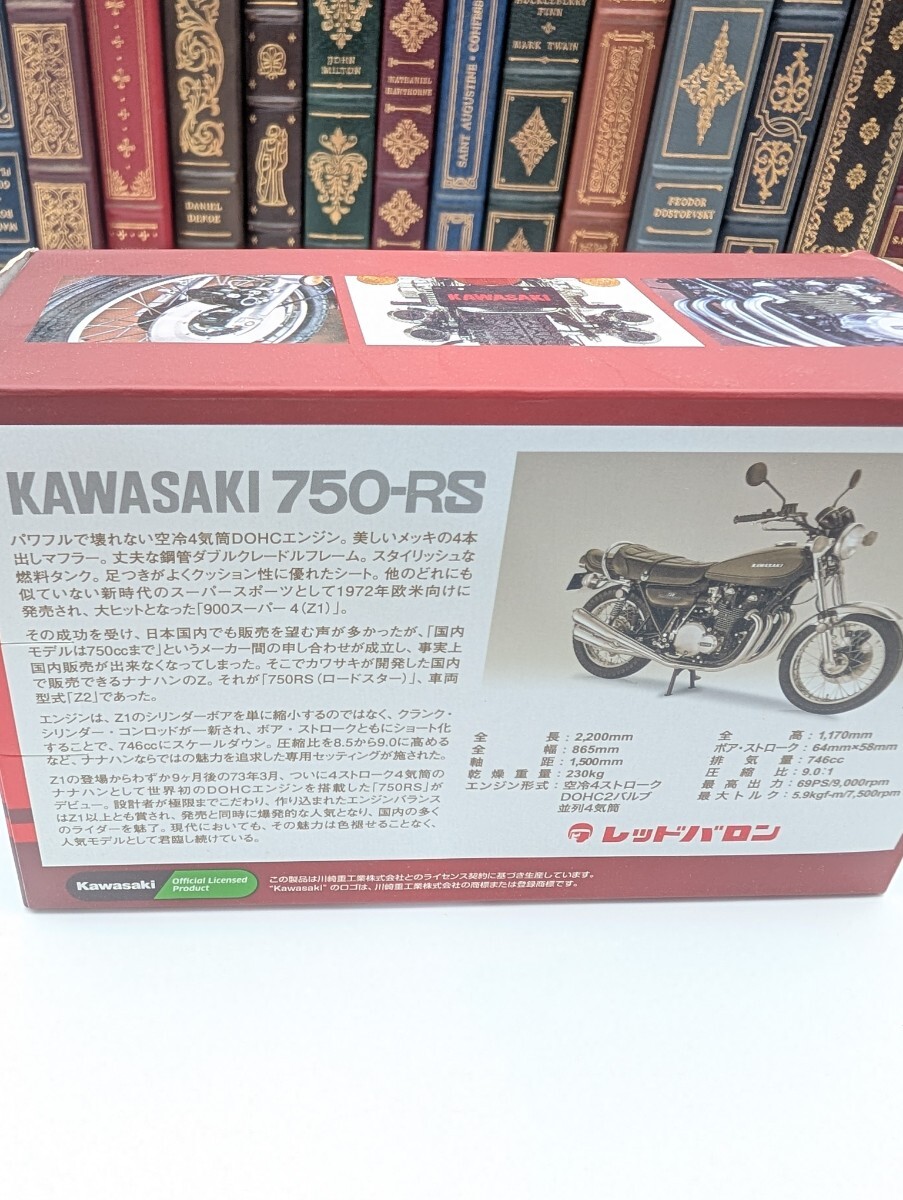 HUCKLEBERRY
FINN
MARK TWAIN
JOHN
MILTON
NATHANIEL
HAWTHORNE
SAINT AUGUSTINE · CONFESS
DANIEL
DEFOE
FEODOR
DOSTOEVSKY
KAWASAKI
KAWASAKI 750-RS
パワフルで壊れない空冷4気筒DOHCエンジン。美しいメッキの4本
出しマフラー。丈夫な鋼管ダブルクレードルフレーム。スタイリッシュな
燃料タンク。足つきがよくクッション性に優れたシート。他のどれにも
似ていない新時代のスーパースポーツとして1972年欧米向けに
発売され、大ヒットとなった「900スーパー4(Z1)」。
その成功を受け、日本国内でも販売を望む声が多かったが、「国内
モデルは750ccまで」というメーカー間の申し合わせが成立し、事実上
国内販売が出来なくなってしまった。そこでカワサキが開発した国内
で販売できるナナハンのZ。それが「750RS(ロードスター)」、車両
型式「Z2」であった。
エンジンは、Z1のシリンダーボアを単に縮小するのではなく、クランク・
シリンダー・コンロッドが一新され、ボア・ストロークともにショート化
することで、746ccにスケールダウン。圧縮比を8.5から9.0に高める
など、ナナハンならではの魅力を追求した専用セッティングが施された。
Z1の登場からわずか9ヶ月後の73年3月、ついに4ストローク4気筒の
ナナハンとして世界初のDOHCエンジンを搭載した「750RS」が
デビュー。設計者が極限までこだわり、作り込まれたエンジンバランス
はZ1以上とも賞され、発売と同時に爆発的な人気となり、国内の多く
のライダーを魅了。現代においても、その魅力は色褪せることなく、
人気モデルとして君臨し続けている。
KAWASAKI
全長:2,200mm
全幅:865mm
軸距:1,500mm
乾燥重量:230kg
エンジン形式:空冷4ストローク
DOHC2バルブ
並列4気筒
全高:1,170mm
ボア・ストローク:64mm×58mm
排気量:746cc
圧縮比:9.0:1
最高出力:69PS/9,000rpm
最大トルク:5.9kgf-m/7,500rpm
レッドバロン
Kawasaki
Official Licensed
Product
この製品は川崎重工業株式会社とのライセンス契約に基づき生産しています。
"Kawasaki" のロゴは、川崎重工業株式会社の商標または登録商標です。